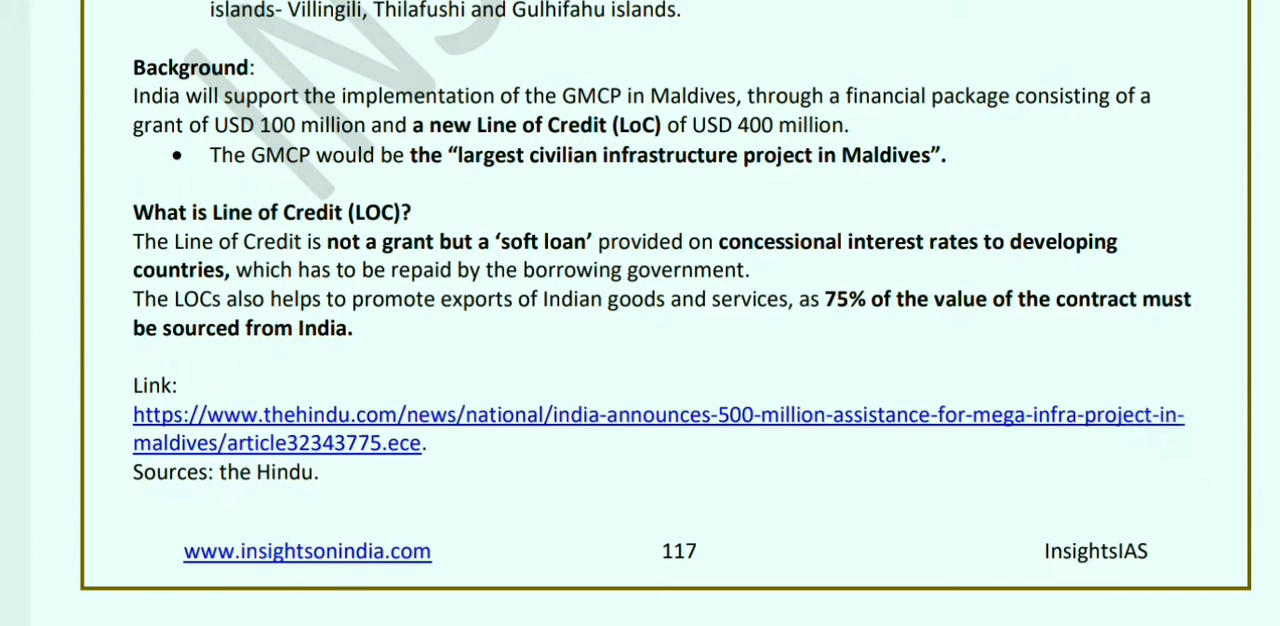 islands- Villingili, Thilafushi and Gulhifahu islands.
Background:
India will support the implementation of the GMCP in Maldives, through a financial package consisting of a
grant of USD 100 million and a new Line of Credit (LoC) of USD 400 million.
• The GMCP would be the “largest civilian infrastructure project in Maldives”.
What is Line of Credit (LOC)?
The Line of Credit is not a grant but a ‘soft loan’ provided on concessional interest rates to developing
countries, which has to be repaid by the borrowing government.
The LOCs also helps to promote exports of Indian goods and services, as 75% of the value of the contract must
be sourced from India.
Link:
https://www.thehindu.com/news/national/india-announces-500-million-assistance-for-mega-infra-project-in-
maldives/article32343775.ece.
Sources: the Hindu.
www.insightsonindia.com 117 InsightsIAS